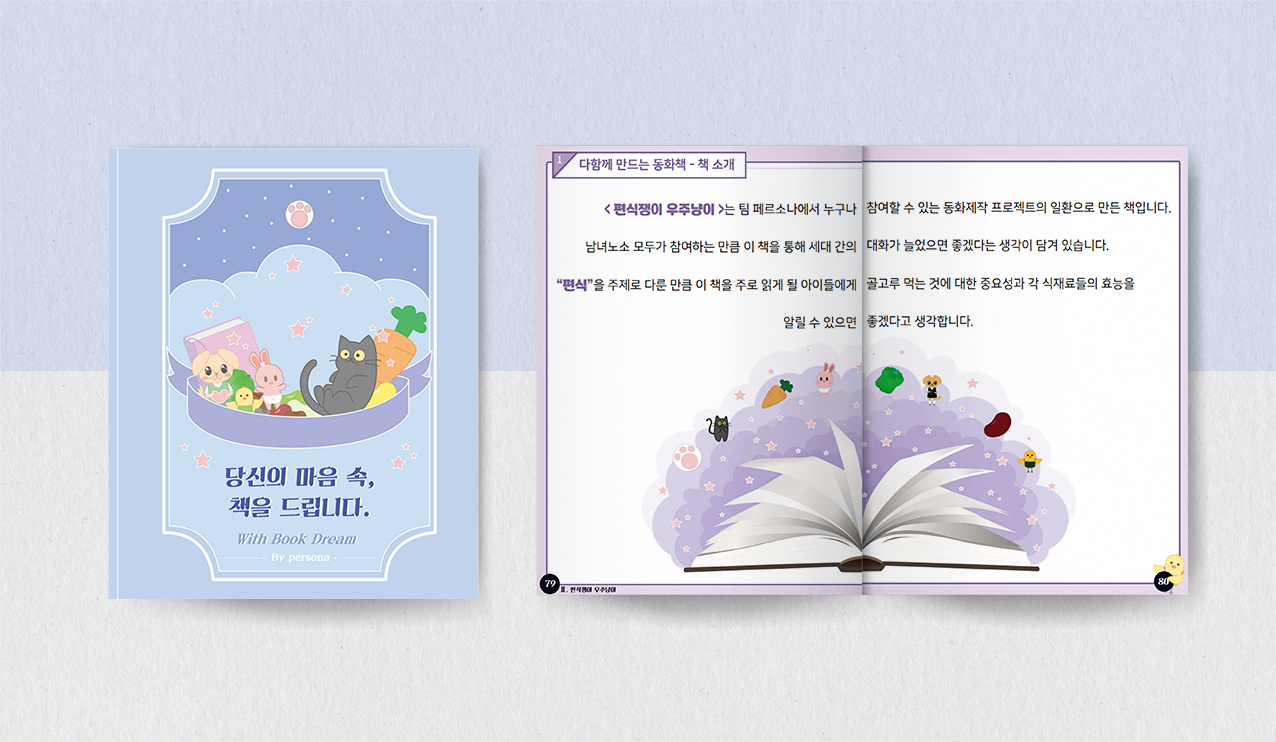 당신의 마음 속,
책을 드립니다.
With Book Dream
By persona
1 다함께 만드는 동화책 - 책 소개
< 편식쟁이 우주냥이 >는 팀 페르소나에서 누구나 참여할 수 있는 동화제작 프로젝트의 일환으로 만든 책입니다.
남녀노소 모두가 참여하는 만큼 이 책을 통해 세대 간의 대화가 늘었으면 좋겠다는 생각이 담겨 있습니다.
“편식”을 주제로 다룬 만큼 이 책을 주로 읽게 될 아이들에게 골고루 먹는 것에 대한 중요성과 각 식재료들의 효능을
알릴 수 있으면 좋겠다고 생각합니다.
79 Ⅱ. 편식쟁이 우주냥이
80